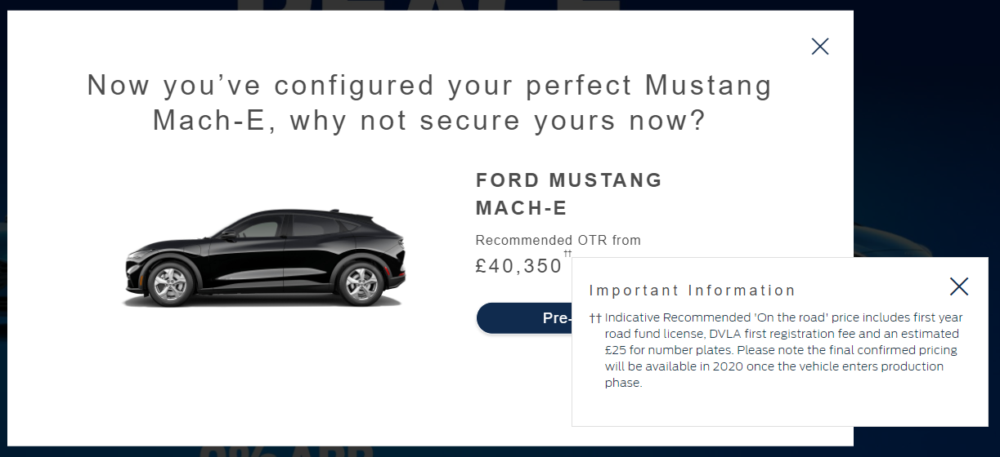 Now you’ve configured your perfect Mustang
Mach-E, why not secure yours now?
FORD MUSTANG
MACH-E
Recommended OTR from
£40,350††
Pre-
Important Information
†† Indicative Recommended 'On the road' price includes first year
road fund license, DVLA first registration fee and an estimated
£25 for number plates. Please note the final confirmed pricing
will be available in 2020 once the vehicle enters production
phase.
0% APR